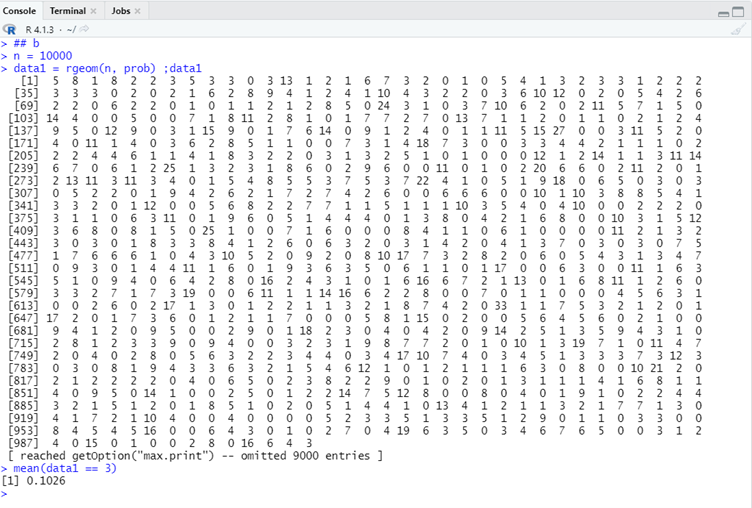 Console Terminal × Jobs ×
R 4.1.3 · ~/
> ## b
> n = 10000
> data1 = rgeom(n, prob) ;data1
[1] 5 8 1 8 2 2 3 5 3 3 0 3 13 1 2 1 6 7 3 2 0 1 0 5 4 1 3 2 3 3 1 2 2 2
[35] 3 3 3 0 2 0 2 1 6 2 8 9 4 1 2 4 1 10 4 3 2 2 0 3 6 10 12 0 2 0 5 4 2 6
[69] 2 2 0 6 2 2 0 1 0 1 1 2 1 2 8 5 0 24 3 1 0 3 7 10 6 2 0 2 11 5 7 1 5 0
[103] 14 4 0 0 5 0 0 7 1 8 11 2 8 1 0 1 7 7 2 7 0 13 7 1 1 2 0 1 1 0 2 1 2 4
[137] 9 5 0 12 9 0 3 1 15 9 0 1 7 6 14 0 9 1 2 4 0 1 1 11 5 15 27 0 0 3 11 5 2 0
[171] 4 0 11 1 4 0 3 6 2 8 5 1 1 0 0 7 3 1 4 18 7 3 0 0 3 3 4 4 2 1 1 1 0 2
[205] 2 2 4 4 6 1 1 4 1 8 3 2 2 0 3 1 3 2 5 1 0 1 0 0 0 12 1 2 14 1 1 3 11 14
[239] 6 7 0 6 1 2 25 1 3 2 3 1 8 6 0 2 9 6 0 0 11 0 1 0 2 20 6 6 0 2 11 2 0 1
[273] 2 13 11 3 11 3 4 0 1 5 4 8 5 5 3 7 5 3 7 22 4 1 0 5 1 9 18 0 6 5 0 3 0 3
[307] 0 5 2 2 0 1 9 4 2 6 2 1 7 2 7 4 2 6 0 0 6 6 6 0 0 10 1 10 3 8 8 5 4 1
[341] 3 3 2 0 1 12 0 0 5 6 8 2 2 7 7 1 1 5 1 1 1 10 3 5 4 0 4 10 0 0 2 2 2 0
[375] 3 1 1 0 6 3 11 0 1 9 6 0 5 1 4 4 4 0 1 3 8 0 4 2 1 6 8 0 0 10 3 1 5 12
[409] 3 6 8 0 8 1 5 0 25 1 0 0 7 1 6 0 0 0 8 4 1 1 0 6 1 0 0 0 0 11 2 1 3 2
[443] 3 0 3 0 1 8 3 3 8 4 1 2 6 0 6 3 2 0 3 1 4 2 0 4 1 3 7 0 3 0 3 0 7 5
[477] 1 7 6 6 6 1 0 4 3 10 5 2 0 9 2 0 8 10 17 7 3 2 8 2 0 6 0 5 4 3 1 3 4 7
[511] 0 9 3 0 1 4 4 11 1 6 0 1 9 3 6 3 5 0 6 1 1 0 1 17 0 0 6 3 0 0 11 1 6 3
[545] 5 1 0 9 4 0 6 4 2 8 0 16 2 4 3 1 0 1 6 16 6 7 2 1 13 0 1 6 8 11 1 2 6 0
[579] 3 3 2 7 1 7 3 19 0 0 6 11 1 1 14 16 6 2 2 8 0 0 7 0 1 1 0 0 0 4 5 6 3 1
[613] 0 0 2 6 0 2 17 1 3 0 1 2 2 1 1 3 2 1 8 7 4 2 0 33 1 1 7 5 3 2 1 2 0 1
[647] 17 2 0 1 7 3 6 0 1 2 1 1 7 0 0 0 5 8 1 15 0 2 0 0 5 6 4 5 6 0 2 1 0 0
[681] 9 4 1 2 0 9 5 0 0 2 9 0 1 18 2 3 0 4 0 4 2 0 9 14 2 5 1 3 5 9 4 3 1 0
[715] 2 8 1 2 3 3 9 0 9 4 0 0 3 2 3 1 9 8 7 7 2 0 1 0 10 1 3 19 7 1 0 11 4 7
[749] 2 0 4 0 2 8 0 5 6 3 2 2 3 4 4 0 3 4 17 10 7 4 0 3 4 5 1 3 3 3 7 3 12 3
[783] 0 3 0 8 1 9 4 3 3 6 3 2 1 5 4 6 12 1 0 1 2 1 1 1 6 3 0 8 0 0 10 21 2 0
[817] 2 1 2 2 2 2 0 4 0 6 5 0 2 3 8 2 2 9 0 1 0 2 0 1 3 1 1 1 4 1 6 8 1 1
[851] 4 0 9 5 0 14 1 0 0 2 5 0 1 2 2 14 7 5 12 8 0 0 8 0 4 0 1 9 1 0 2 2 4 4
[885] 3 2 1 5 1 2 0 1 8 5 1 0 2 0 5 1 4 4 1 0 13 4 1 2 1 1 3 2 1 7 7 1 3 0
[919] 4 1 7 2 1 10 4 0 0 4 0 0 0 0 5 2 3 3 5 1 3 3 5 1 2 9 0 1 1 0 3 3 0 0
[953] 8 4 5 4 5 16 0 0 6 4 3 0 1 0 2 7 0 4 19 6 3 5 0 3 4 6 7 6 5 0 0 3 1 2
[987] 4 0 15 0 1 0 0 2 8 0 16 6 4 3
[ reached getOption("max.print") -- omitted 9000 entries ]
> mean(data1 == 3)
[1] 0.1026
>